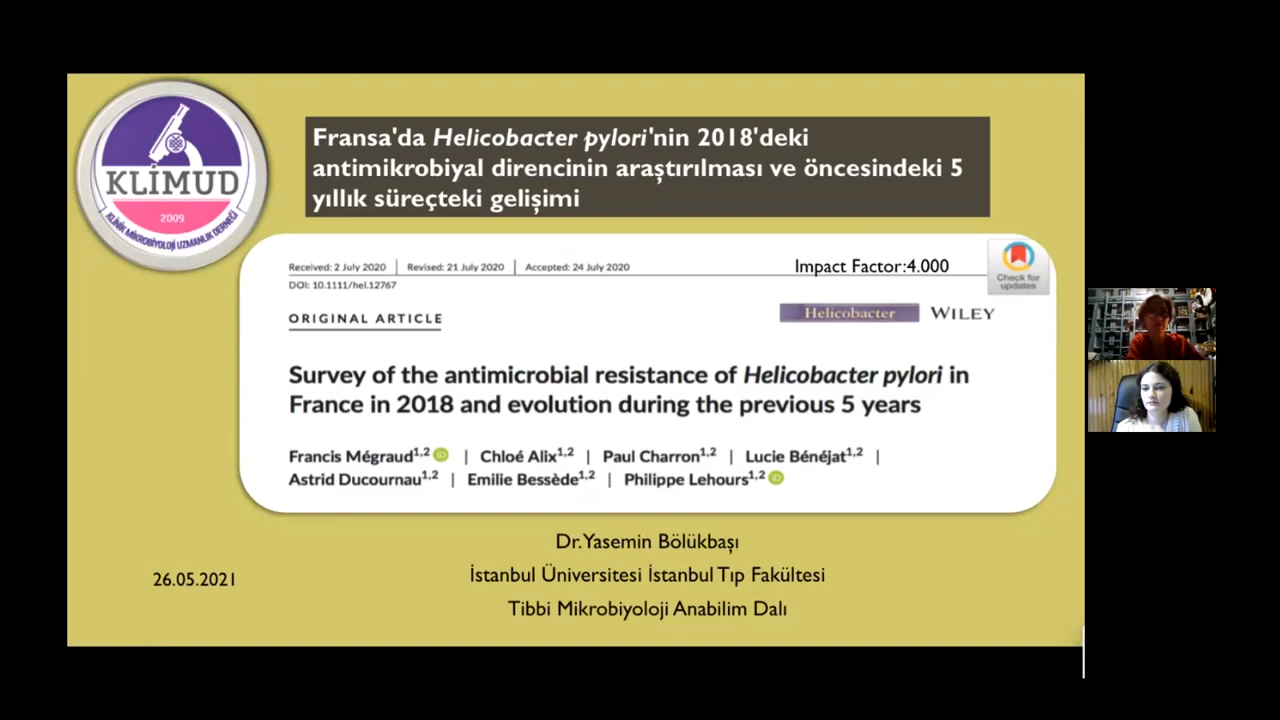 Fransa'da Helicobacter pylori'nin 2018'deki
antimikrobiyal direncinin araştırılması ve öncesindeki 5
yıllık süreçteki gelişimi
KLİMUD
2009
KLİNİK MİKROBİYOLOJİ UZMANLIK DERNEĞİ
Received: 2 July 2020 | Revised: 21 July 2020 | Accepted: 24 July 2020
Impact Factor:4.000
Check for
updates
DOI: 10.1111/hel.12767
ORIGINAL ARTICLE
Helicobacter WILEY
Survey of the antimicrobial resistance of Helicobacter pylori in
France in 2018 and evolution during the previous 5 years
Francis Mégraud1,2 iD | Chloé Alix1,2 | Paul Charron1,2 | Lucie Bénéjat1,2 |
Astrid Ducournau1,2 | Emilie Bessède1,2 | Philippe Lehours1,2 iD
Dr.Yasemin Bölükbaşı
26.05.2021
İstanbul Üniversitesi İstanbul Tıp Fakültesi
Tibbi Mikrobiyoloji Anabilim Dalı